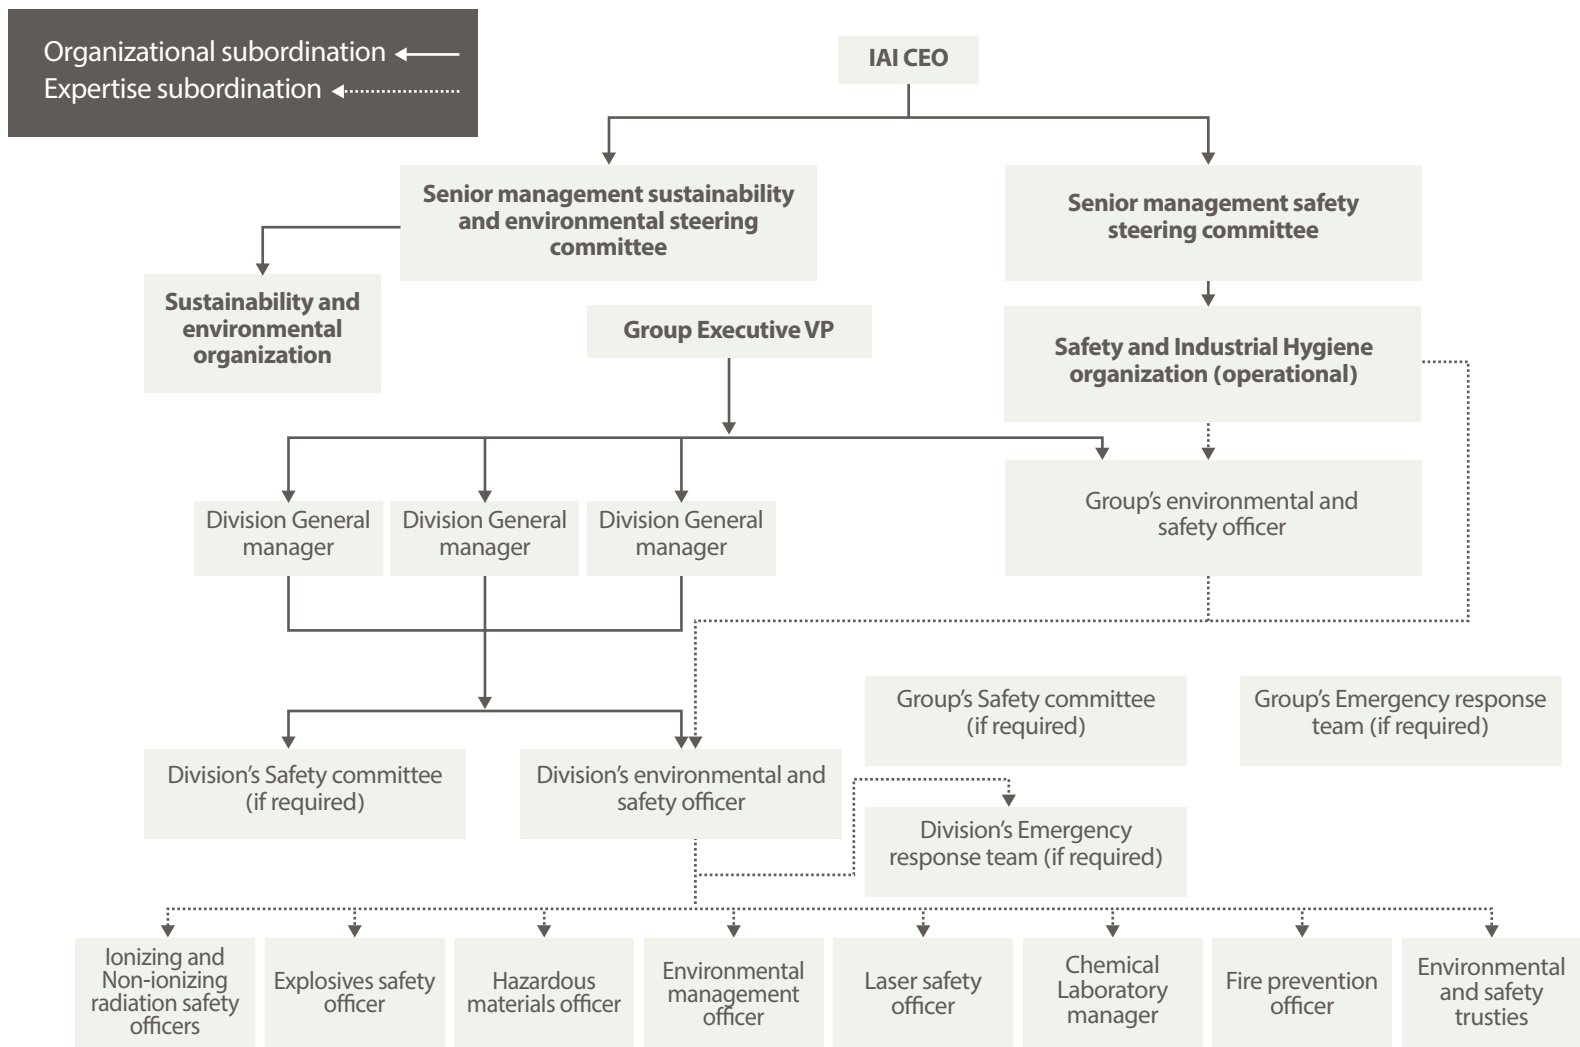 Organizational subordination
Expertise subordination
IAI CEO
Senior management sustainability
and environmental steering
committee
Senior management safety
steering committee
Sustainability and
environmental
organization
Group Executive VP
Safety and Industrial Hygiene
organization (operational)
Division General
manager
Division General
manager
Division General
manager
Group's environmental and
safety officer
Group's Safety committee
(if required)
Group's Emergency response
team (if required)
Division's Safety committee
(if required)
Division's environmental and
safety officer
Division's Emergency
response team (if required)
Ionizing and
Non-ionizing
radiation safety
officers
Explosives safety
officer
Hazardous
materials officer
Environmental
management
officer
Laser safety
officer
Chemical
Laboratory
manager
Fire prevention
officer
Environmental
and safety
trusties